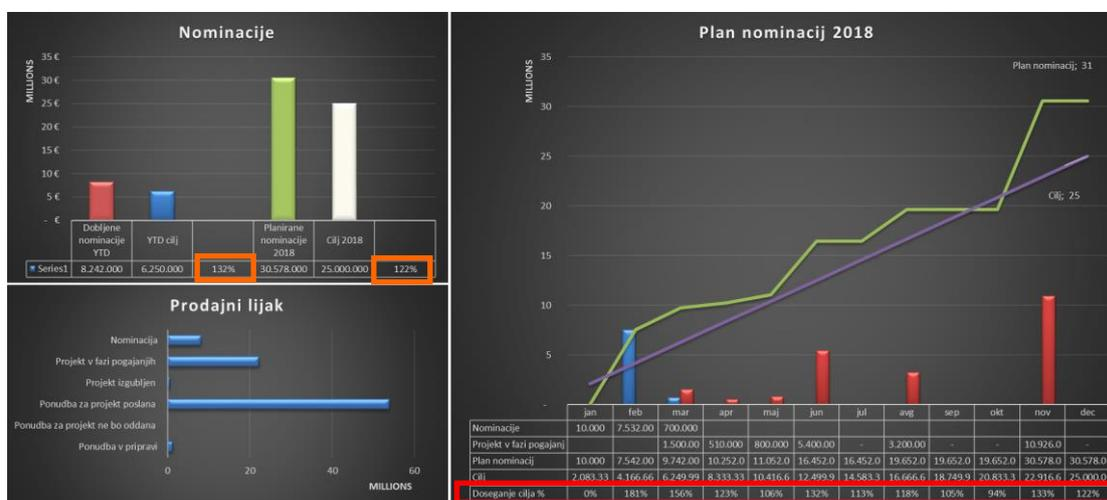 Nominacije
MILLIONS
35 €
30 €
25 €
20 €
15 €
10 €
5 €
- €
Dobljene nominacije YTD YTD cilj Planirane nominacije 2018 Cilj 2018
Series1 8.242.000 6.250.000 132% 30.578.000 25.000.000 122%
Prodajni lijak
Nominacija
Projekt v fazi pogajanjih
Projekt izgubljen
Ponudba za projekt poslana
Ponudba za projekt ne bo oddana
Ponudba v pripravi
0 20 40 60
MILLIONS
Plan nominacij 2018
MILLIONS
35
30
25
20
15
10
5
-
Plan nominacij; 31
Cilj; 25
jan feb mar apr maj jun jul avg sep okt nov dec
Nominacije 10.000 7.532.00 700.000
Projekt v fazi pogajanj 1.500.00 510.000 800.000 5.400.00 - 3.200.00 - - 10.926.0 -
Plan nominacij 10.000 7.542.00 9.742.00 10.252.0 11.052.0 16.452.0 16.452.0 19.652.0 19.652.0 19.652.0 30.578.0 30.578.0
Cilj 2.083.33 4.166.66 6.249.99 8.333.33 10.416.6 12.499.9 14.583.3 16.666.6 18.749.9 20.833.3 22.916.6 25.000.0
Doseganje cilja % 0% 181% 156% 123% 106% 132% 113% 118% 105% 94% 133% 122%